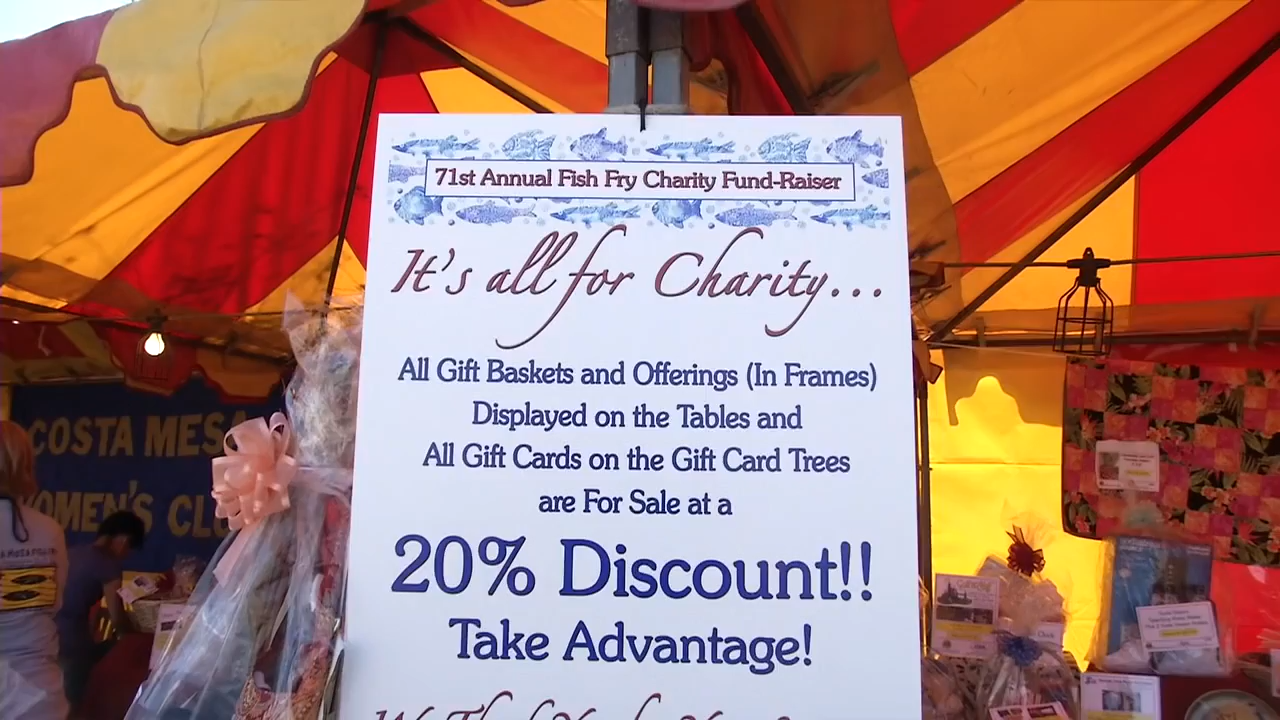 71st Annual Fish Fry Charity Fund-Raiser
It's all for Charity...
All Gift Baskets and Offerings (In Frames)
Displayed on the Tables and
All Gift Cards on the Gift Card Trees
are For Sale at a
20% Discount!!
Take Advantage!
COSTA MESA
WOMEN'S CLU